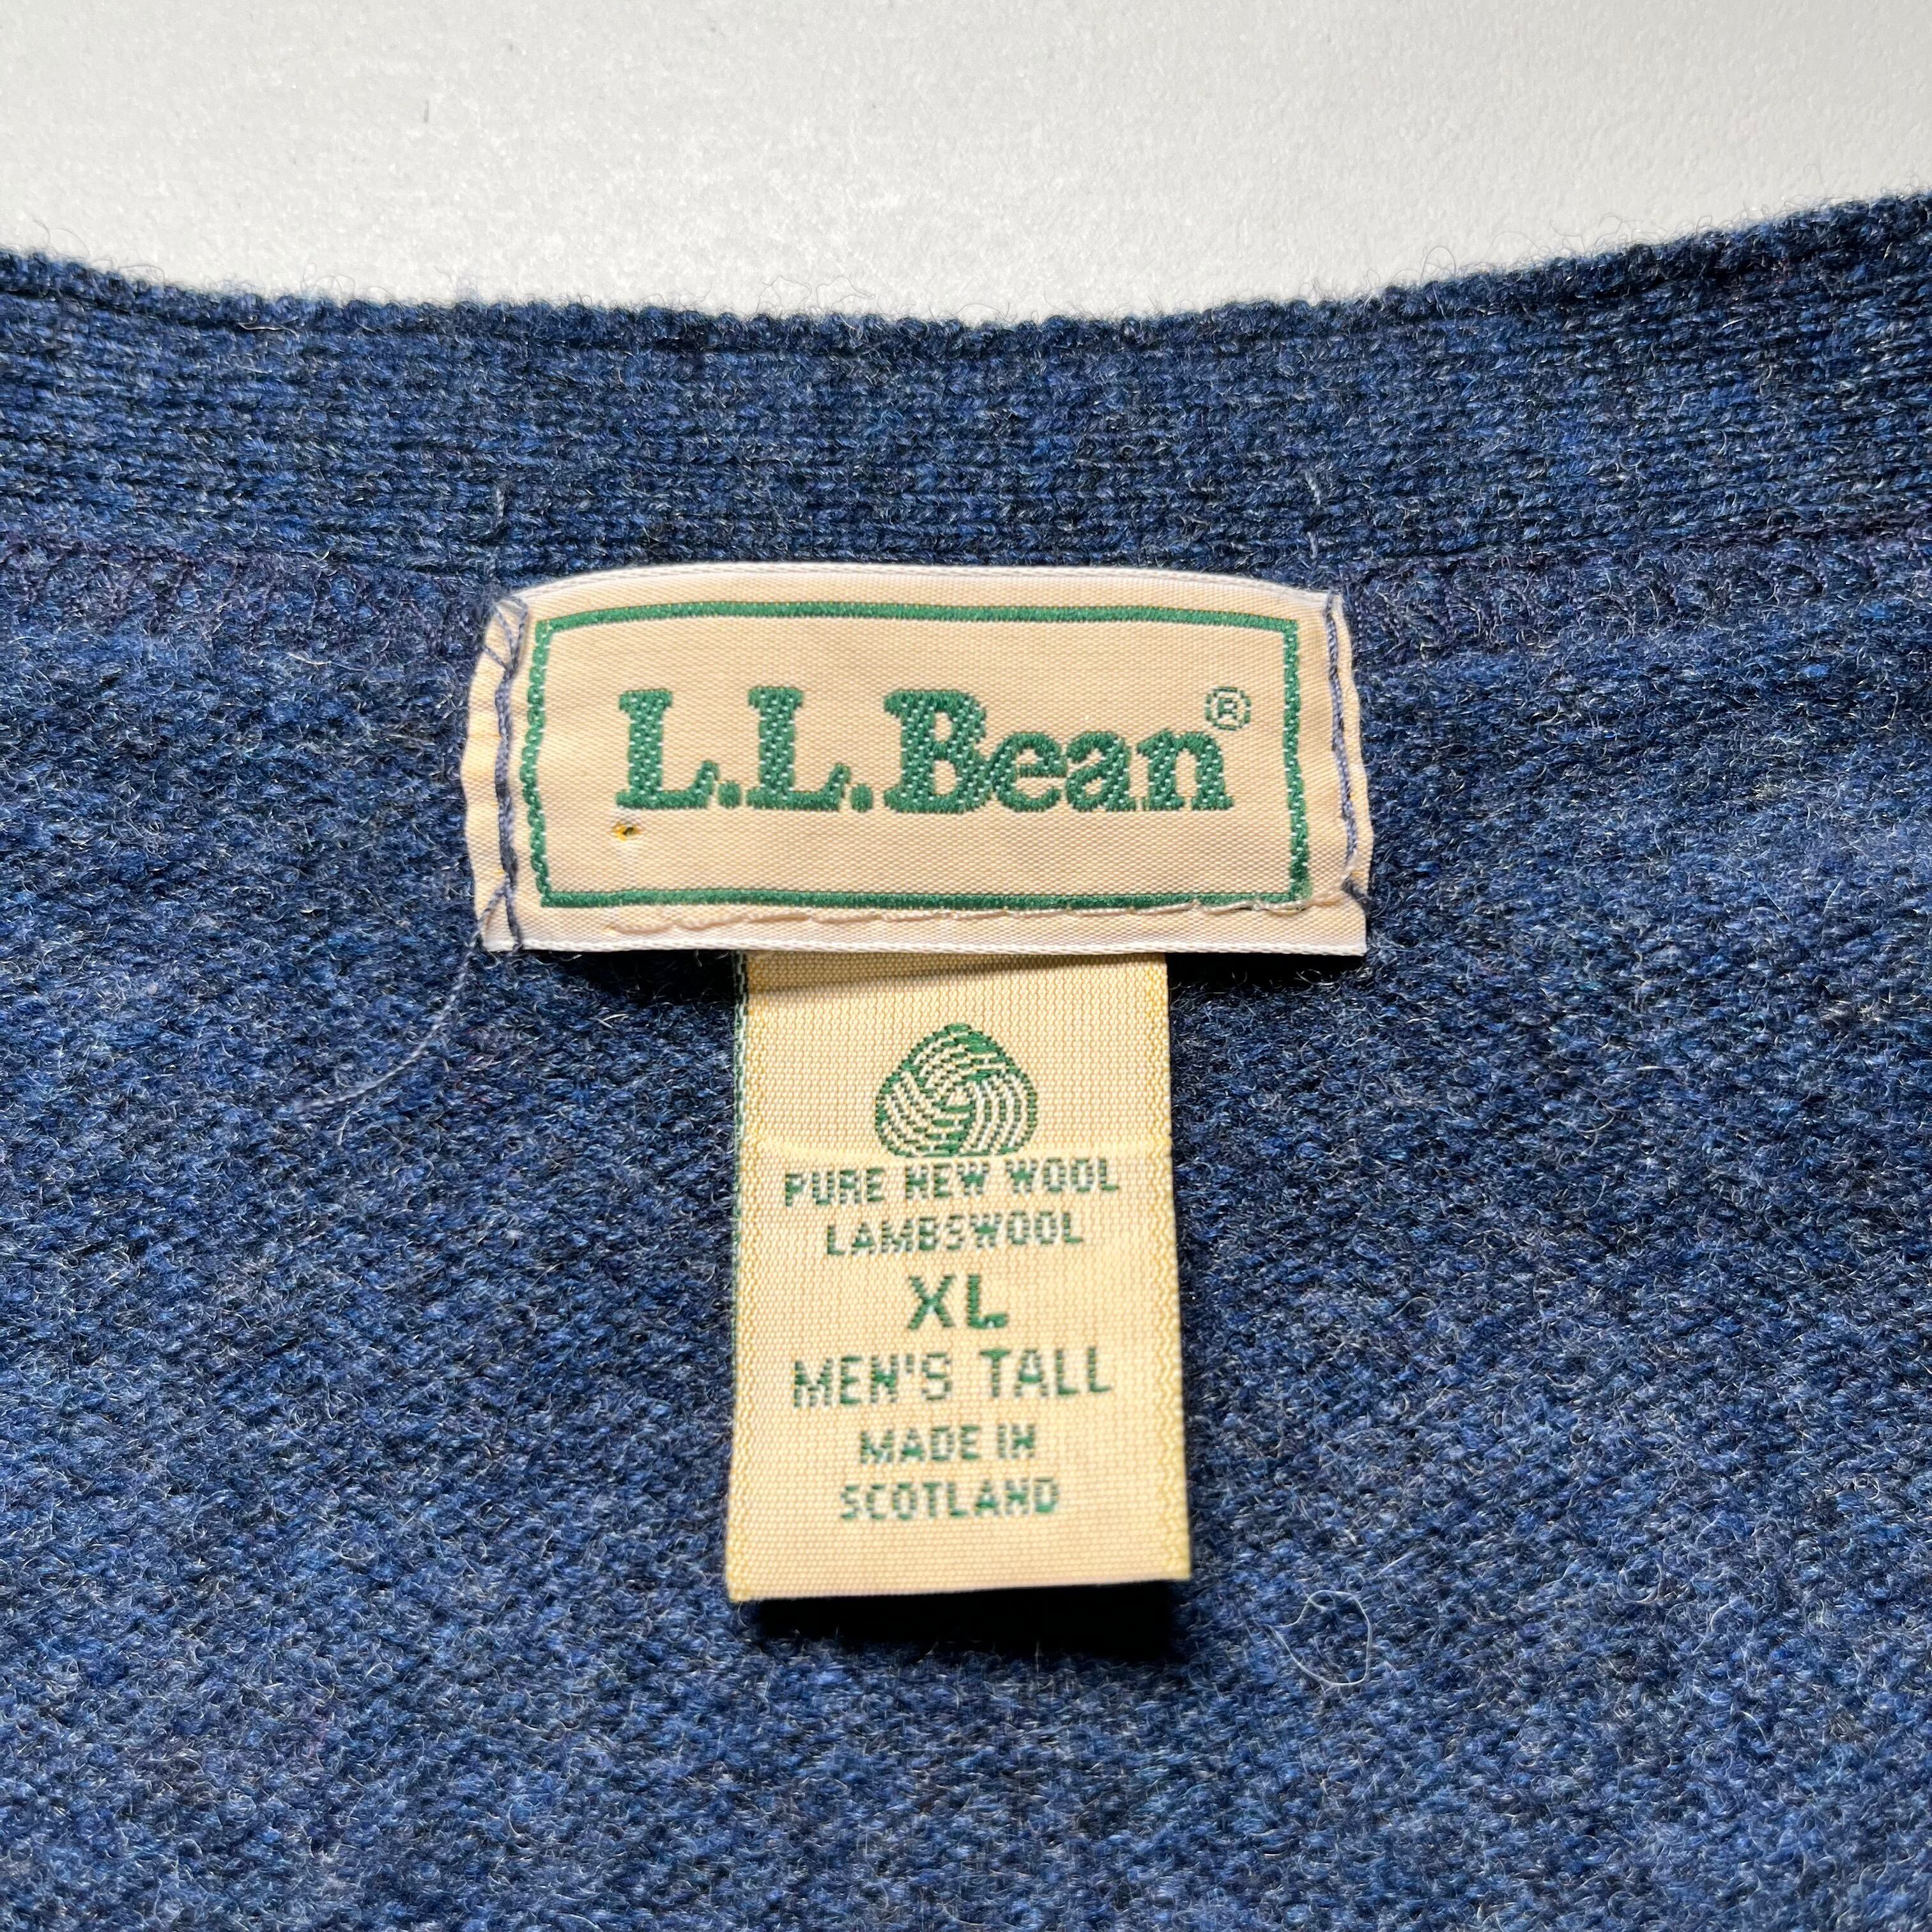 L.L.Bean®
PURE NEW WOOL
LAMBSWOOL
XL
MEN'S TALL
MADE IN
SCOTLAND